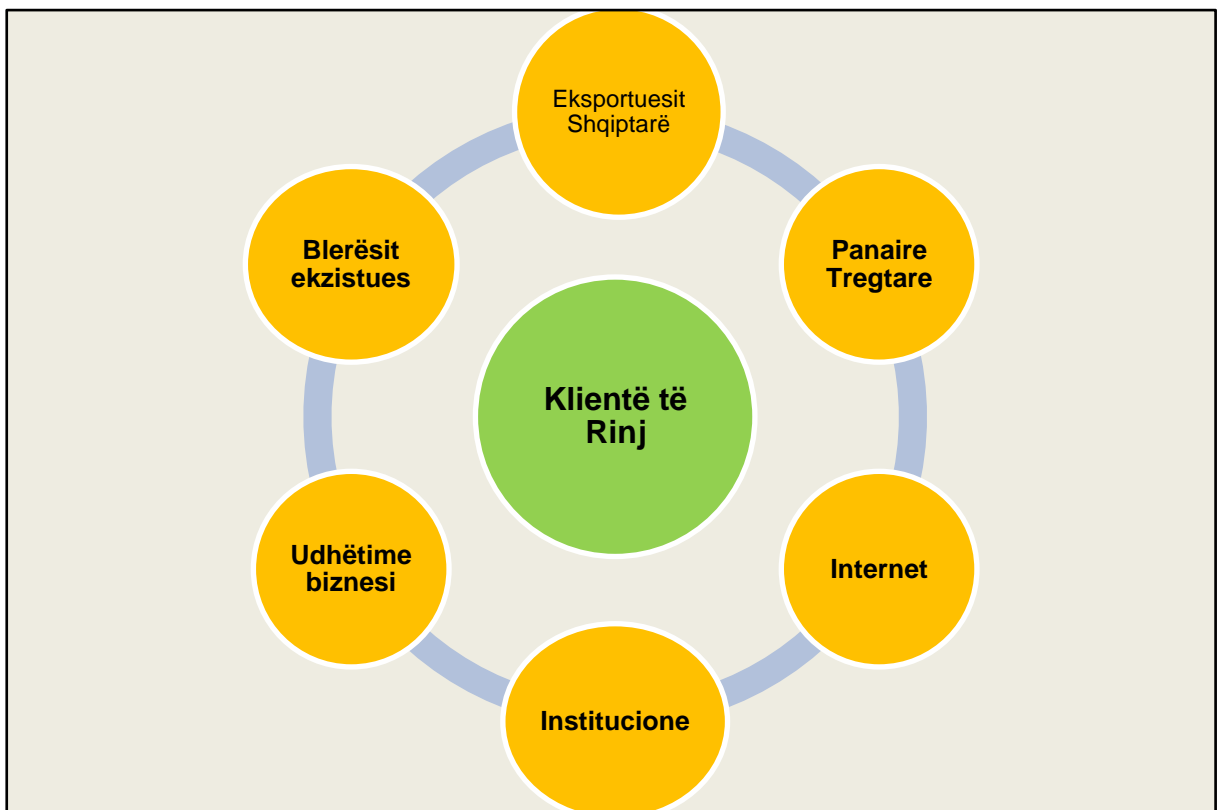 Eksportuesit
Shqiptarë
Panaire
Tregtare
Internet
Institucione
Udhëtime
biznesi
Blerësit
ekzistues
Klientë të
Rinj